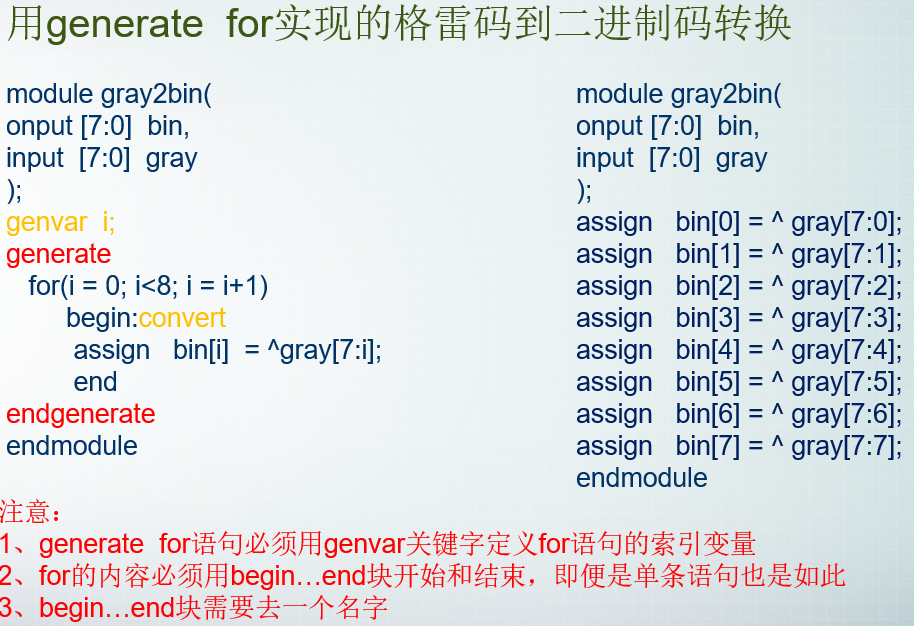 用generate for实现的格雷码到二进制码转换
module gray2bin(
onput [7:0] bin,
input [7:0] gray
);
genvar i;
generate
for(i = 0; i<8; i = i+1)
begin:convert
assign bin[i] = ^gray[7:i];
end
endgenerate
endmodule
module gray2bin(
onput [7:0] bin,
input [7:0] gray
);
assign bin[0] = ^ gray[7:0];
assign bin[1] = ^ gray[7:1];
assign bin[2] = ^ gray[7:2];
assign bin[3] = ^ gray[7:3];
assign bin[4] = ^ gray[7:4];
assign bin[5] = ^ gray[7:5];
assign bin[6] = ^ gray[7:6];
assign bin[7] = ^ gray[7:7];
endmodule
注意:
1、generate for语句必须用genvar关键字定义for语句的索引变量
2、for的内容必须用begin…end块开始和结束，即便是单条语句也是如此
3、begin…end块需要去一个名字